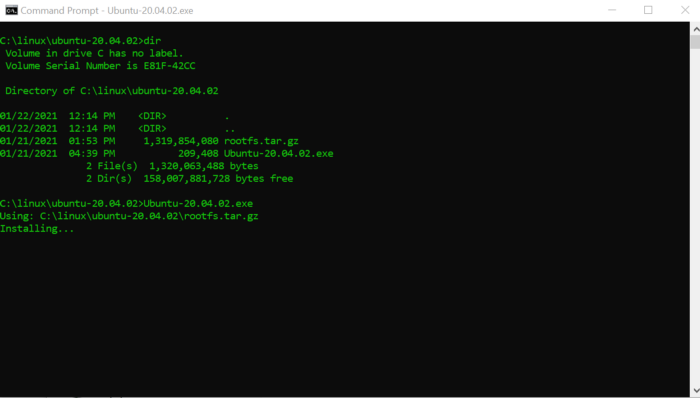 Command Prompt - Ubuntu-20.04.02.exe
C:\linux\ubuntu-20.04.02>dir
 Volume in drive C has no label.
 Volume Serial Number is E81F-42CC
 Directory of C:\linux\ubuntu-20.04.02
01/22/2021  12:14 PM    <DIR>          .
01/22/2021  12:14 PM    <DIR>          ..
01/21/2021  01:53 PM     1,319,854,080 rootfs.tar.gz
01/21/2021  04:39 PM           209,408 Ubuntu-20.04.02.exe
               2 File(s)  1,320,063,488 bytes
               2 Dir(s)  158,007,881,728 bytes free
C:\linux\ubuntu-20.04.02>Ubuntu-20.04.02.exe
Using: C:\linux\ubuntu-20.04.02\rootfs.tar.gz
Installing...